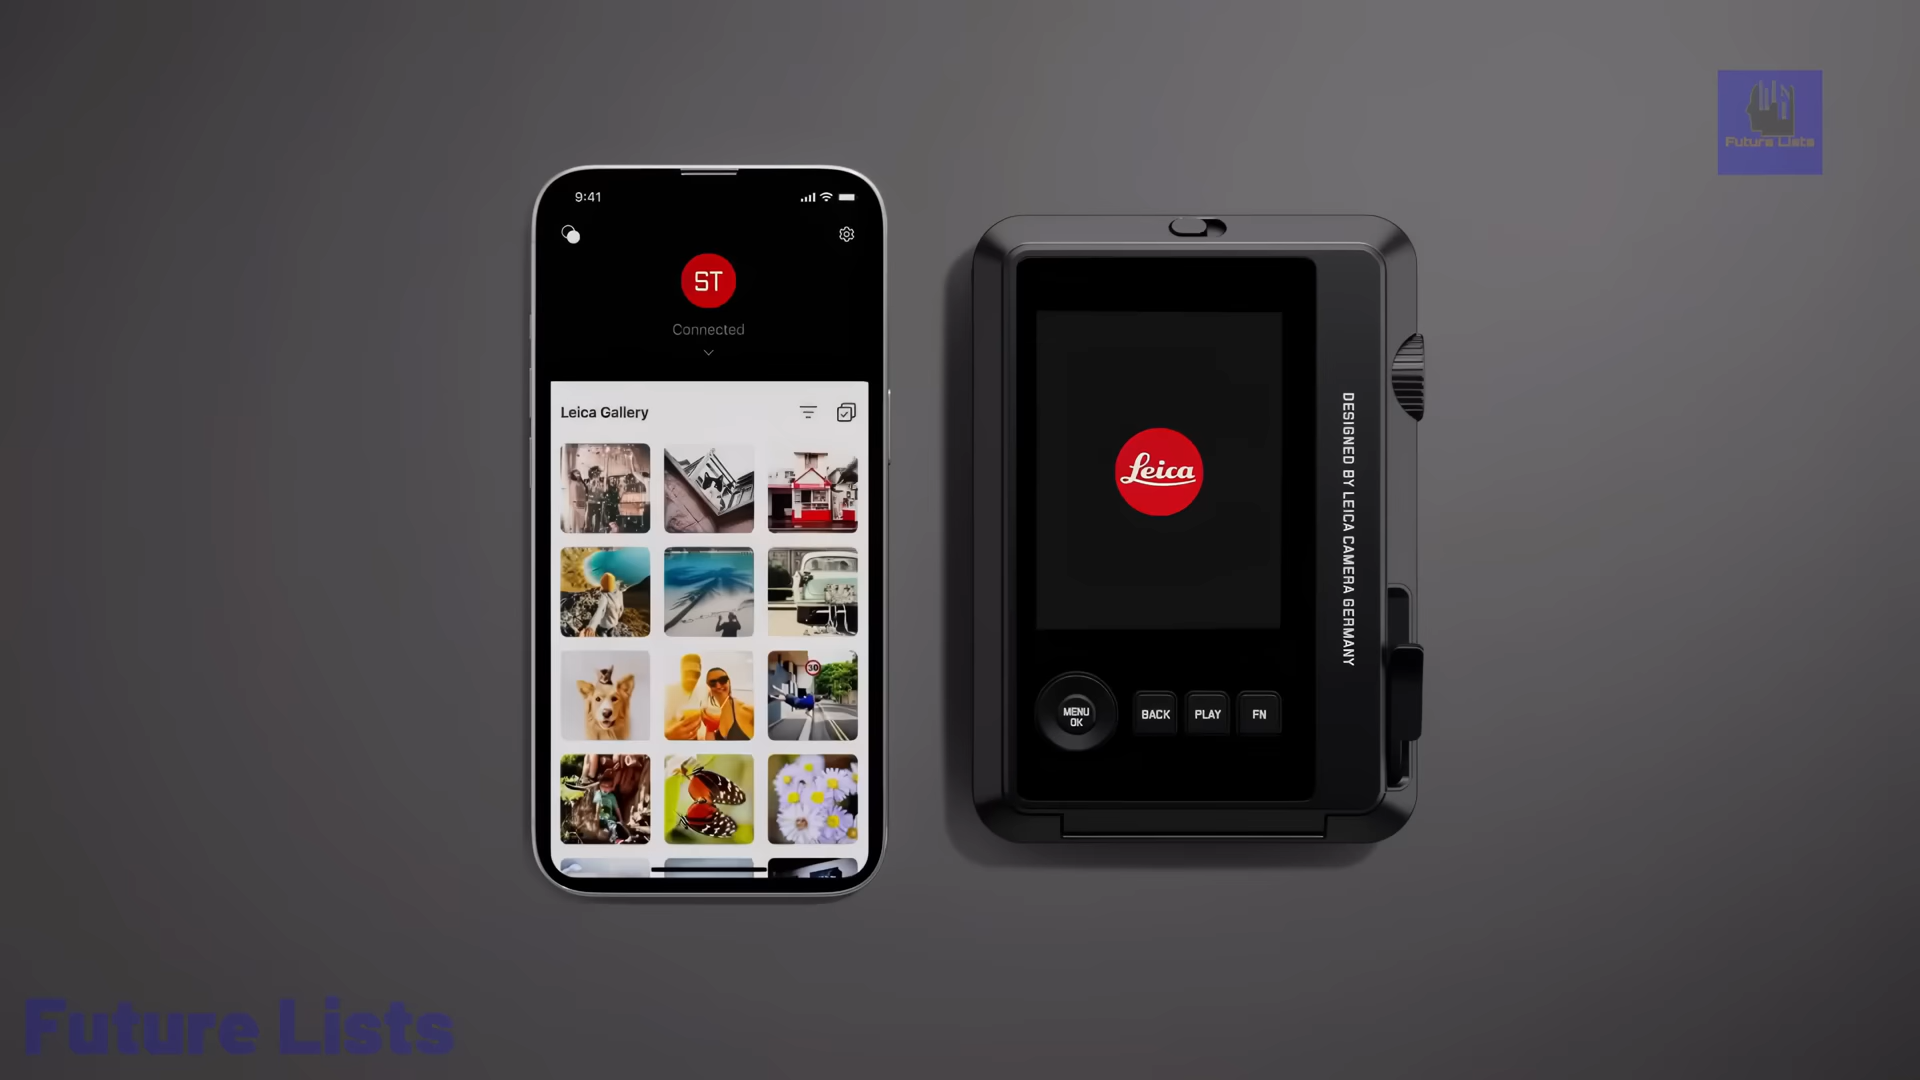 Future Lists
9:41
ST
Connected
Leica Gallery
30
Leica
DESIGNED BY LEICA CAMERA GERMANY
MENU
OK
BACK
PLAY
FN
Future Lists